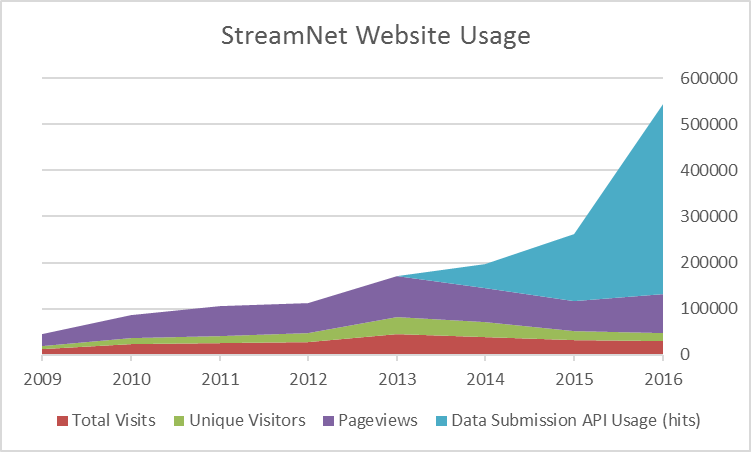 StreamNet Website Usage
600000
500000
400000
300000
200000
100000
0
2009 2010 2011 2012 2013 2014 2015 2016
Total Visits Unique Visitors Pageviews Data Submission API Usage (hits)